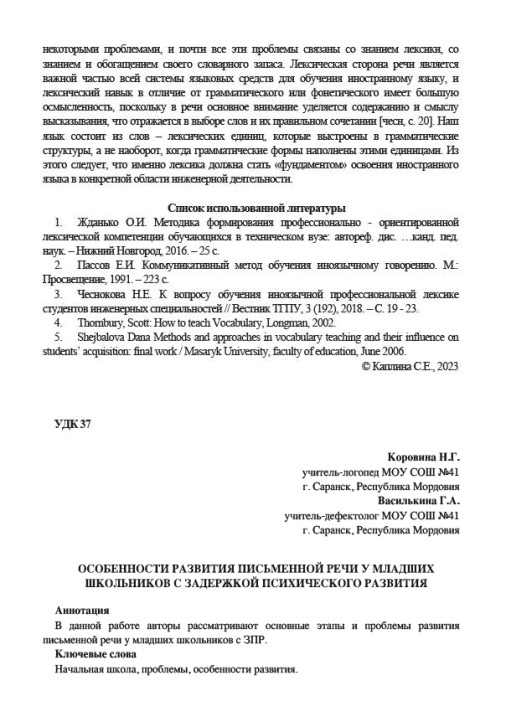 некоторыми проблемами, и почти все эти проблемы связаны со знанием лексики, со
знанием и обогащением своего словарного запаса. Лексическая сторона речи является
важной частью всей системы языковых средств для обучения иностранному языку, и
лексический навык в отличие от грамматического или фонетического имеет большую
осмысленность, поскольку в речи основное внимание уделяется содержанию и смыслу
высказывания, что отражается в выборе слов и их правильном сочетании [чесн, с. 20]. Наш
язык состоит из слов – лексических единиц, которые выстроены в грамматические
структуры, а не наоборот, когда грамматические формы наполнены этими единицами. Из
этого следует, что именно лексика должна стать «фундаментом» освоения иностранного
языка в конкретной области инженерной деятельности.
Список использованной литературы
1. Жданько О.И. Методика формирования профессионально - ориентированной
лексической компетенции обучающихся в техническом вузе: автореф. дис. …канд. пед.
наук. – Нижний Новгород, 2016. – 25 с.
2. Пассов Е.И. Коммуникативный метод обучения иноязычному говорению. М.:
Просвещение, 1991. – 223 с.
3. Чеснокова Н.Е. К вопросу обучения иноязычной профессиональной лексике
студентов инженерных специальностей // Вестник ТГПУ, 3 (192), 2018. – С. 19 - 23.
4. Thornbury, Scott: How to teach Vocabulary, Longman, 2002.
5. Shejbalova Dana Methods and approaches in vocabulary teaching and their influence on
students’ acquisition: final work / Masaryk University, faculty of education, June 2006.
© Каплина С.Е., 2023
УДК 37
Коровина Н.Г.
учитель-логопед МОУ СОШ №41
г. Саранск, Республика Мордовия
Василькина Г.А.
учитель-дефектолог МОУ СОШ №41
г. Саранск, Республика Мордовия
ОСОБЕННОСТИ РАЗВИТИЯ ПИСЬМЕННОЙ РЕЧИ У МЛАДШИХ
ШКОЛЬНИКОВ С ЗАДЕРЖКОЙ ПСИХИЧЕСКОГО РАЗВИТИЯ
Аннотация
В данной работе авторы рассматривают основные этапы и проблемы развития
письменной речи у младших школьников с ЗПР.
Ключевые слова
Начальная школа, проблемы, особенности развития.